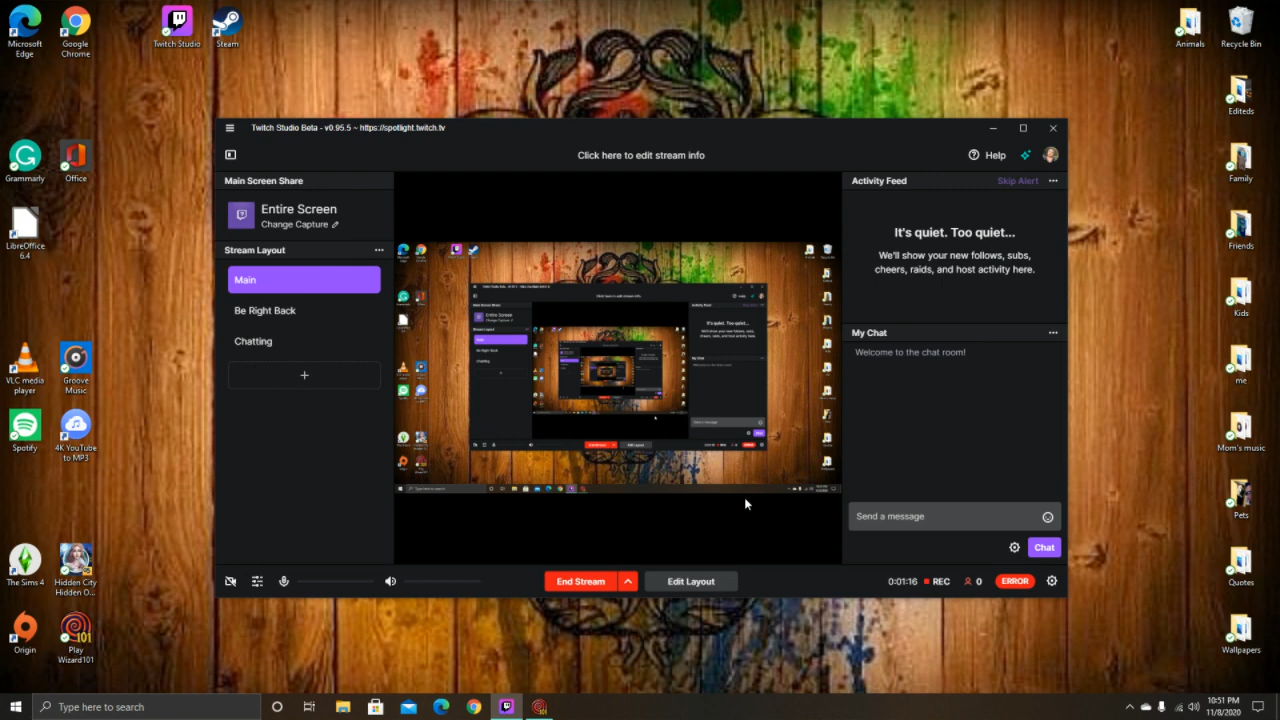 Microsoft
Edge
Google
Chrome
Twitch Studio
Steam
Animals
Recycle Bin
Editeds
Grammarly
Office
Family
LibreOffice
6.4
Friends
Kids
VLC media
player
Groove
Music
me
Spotify
4K YouTube
to MP3
Mom's music
Pets
The Sims 4
Hidden City
Hidden O...
Quotes
Origin
Play
Wizard101
Wallpapers
Twitch Studio Beta - v0.95.5 ~ https://spotlight.twitch.tv
Click here to edit stream info
Help
Main Screen Share
Entire Screen
Change Capture
Stream Layout
Main
Be Right Back
Chatting
Activity Feed
Skip Alert
It's quiet. Too quiet...
We'll show your new follows, subs,
cheers, raids, and host activity here.
My Chat
Welcome to the chat room!
Send a message
Chat
End Stream
Edit Layout
0:01:16
REC
0
ERROR
Type here to search
10:51 PM
11/8/2020